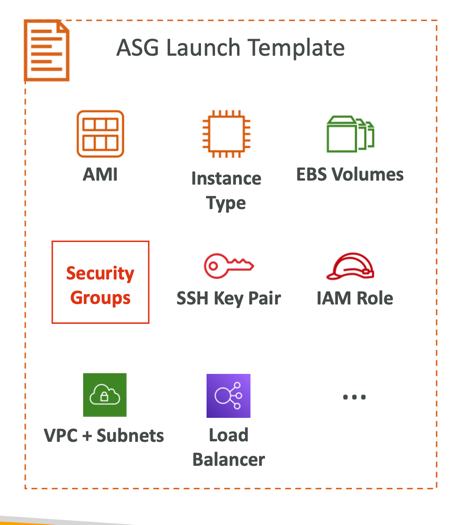 ASG Launch Template
AMI
Instance
Type
EBS Volumes
Security
Groups
SSH Key Pair
IAM Role
VPC + Subnets
Load
Balancer
...